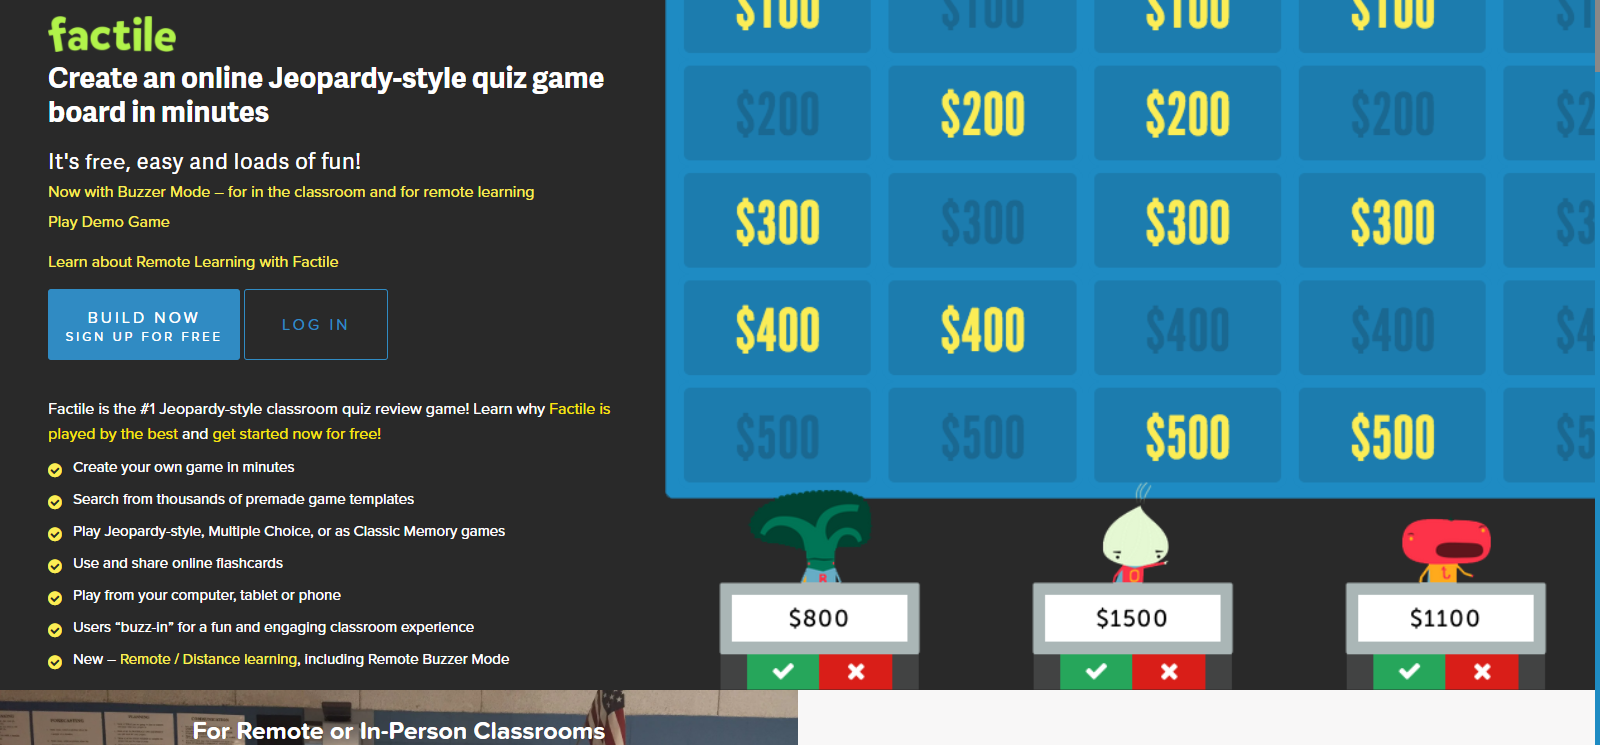 factile
Create an online Jeopardy-style quiz game
board in minutes
It's free, easy and loads of fun!
Now with Buzzer Mode – for in the classroom and for remote learning
Play Demo Game
Learn about Remote Learning with Factile
BUILD NOW
SIGN UP FOR FREE
LOG IN
Factile is the #1 Jeopardy-style classroom quiz review game! Learn why Factile is
played by the best and get started now for free!
Create your own game in minutes
Search from thousands of premade game templates
Play Jeopardy-style, Multiple Choice, or as Classic Memory games
Use and share online flashcards
Play from your computer, tablet or phone
Users “buzz-in” for a fun and engaging classroom experience
New – Remote / Distance learning, including Remote Buzzer Mode
$100 $100 $100 $100
$200 $200 $200 $200
$300 $300 $300 $300
$400 $400 $400 $400
$500 $500 $500 $500
$800 $1500 $1100
For Remote or In-Person Classrooms